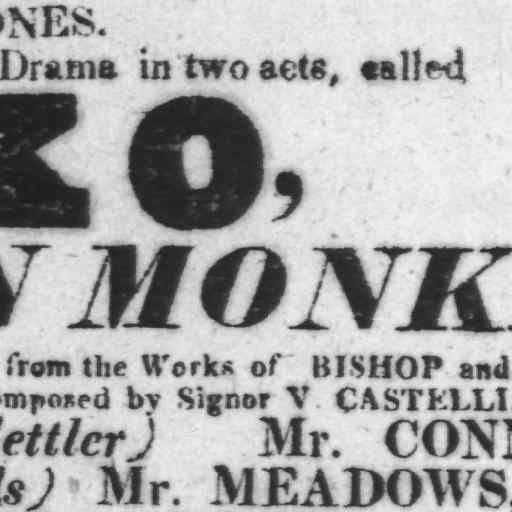 ONES.
Drama in two acts, called
KO,
N MONK
from the Works of BISHOP and
omposed by Signor V. CASTELLI
ettler) Mr. CON
ls) Mr. MEADOWS.